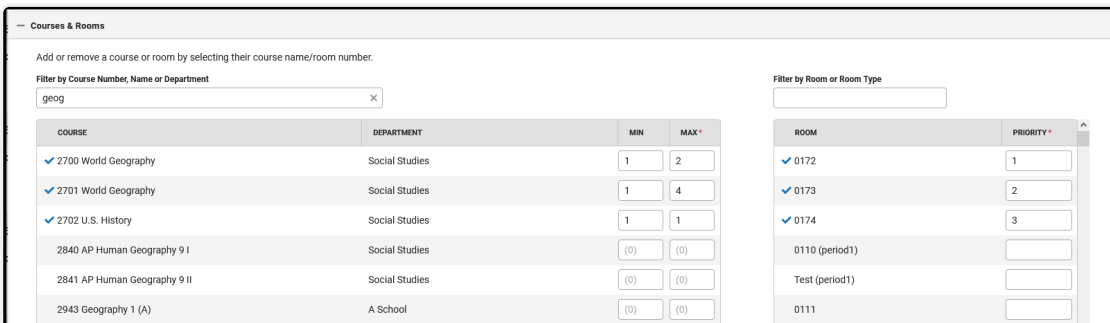 — Courses & Rooms
Add or remove a course or room by selecting their course name/room number.
Filter by Course Number, Name or Department
geog
Filter by Room or Room Type
COURSE DEPARTMENT MIN MAX *
2700 World Geography Social Studies 1 2
2701 World Geography Social Studies 1 4
2702 U.S. History Social Studies 1 1
2840 AP Human Geography 9 I Social Studies (0) (0)
2841 AP Human Geography 9 II Social Studies (0) (0)
2943 Geography 1 (A) A School (0) (0)
ROOM PRIORITY *
0172 1
0173 2
0174 3
0110 (period1)
Test (period1)
0111